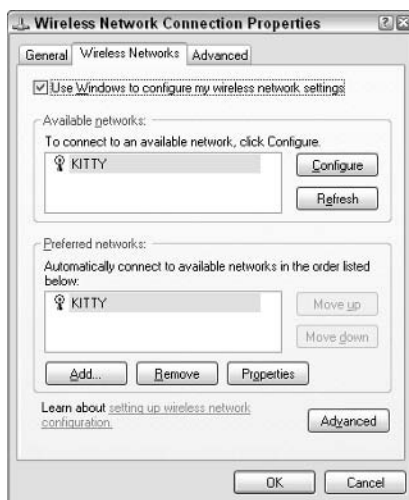 Wireless Network Connection Properties
General Wireless Networks Advanced
Use Windows to configure my wireless network settings
Available networks:
To connect to an available network, click Configure.
KITTY
Configure
Refresh
Preferred networks:
Automatically connect to available networks in the order listed
below:
KITTY
Move up
Move down
Add... Remove Properties
Learn about setting up wireless network
configuration.
Advanced
OK Cancel